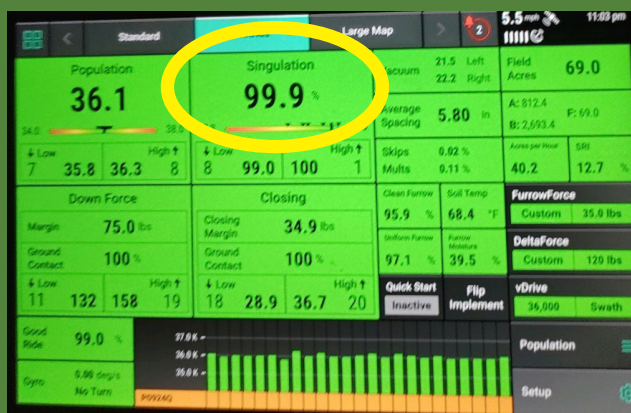 Standard
Large Map
2
5.5 mph
11:03 pm
Population
36.1
34.0
38.0
Low
High
7 35.8 36.3 8
Singulation
99.9 %
Low
High
8 99.0 100 1
Vacuum
21.5 Left
22.2 Right
Average Spacing
5.80 in
Skips 0.02 %
Mults 0.11 %
Field Acres
69.0
A: 812.4
B: 2,693.4
F: 69.0
Acres per Hour
40.2
SRI
12.7 %
Down Force
Margin 75.0 lbs
Ground Contact 100 %
Low
High
11 132 158 19
Closing
Closing Margin 34.9 lbs
Ground Contact 100 %
Low
High
18 28.9 36.7 20
Clean Furrow
95.9 %
Soil Temp
68.4 °F
Uniform Furrow
97.1 %
Furrow Moisture
39.5 %
Quick Start
Inactive
Flip Implement
FurrowForce
Custom 35.0 lbs
DeltaForce
Custom 120 lbs
vDrive
36,000 Swath
Good Ride
99.0 %
Gyro
0.00 deg/s
No Turn
37.0 K
36.0 K
35.0 K
P0924Q
Population
Setup